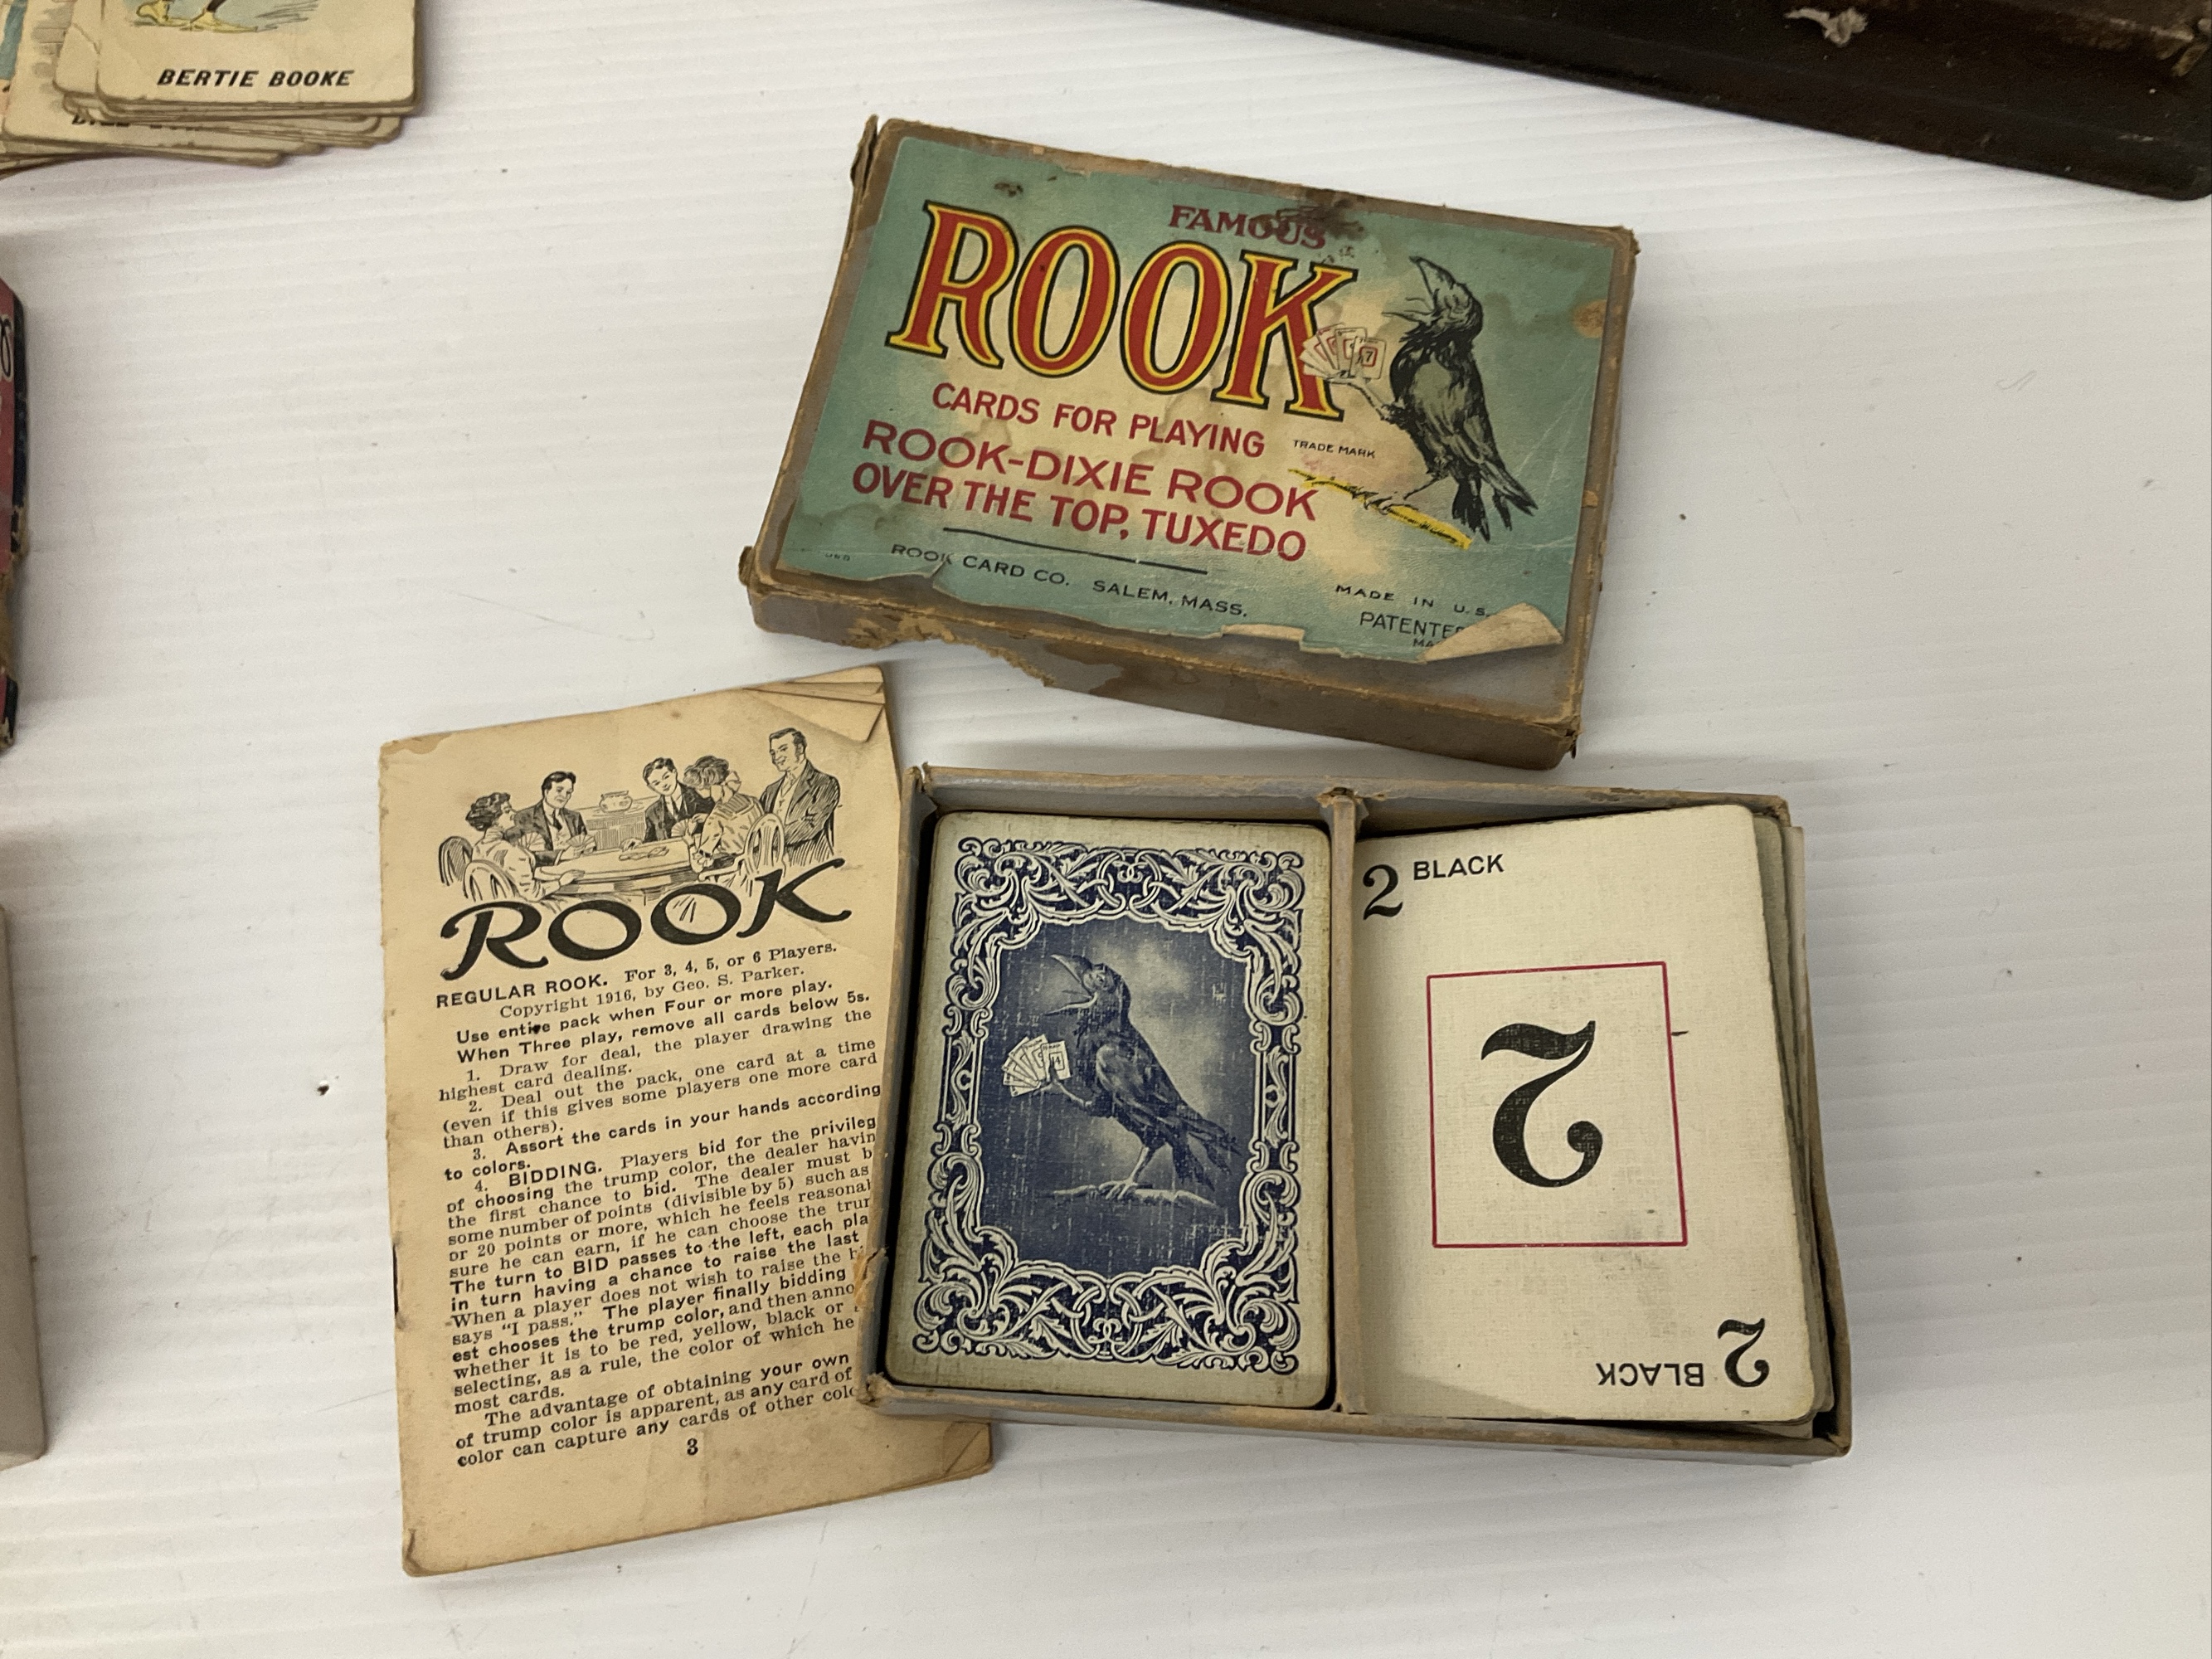 BERTIE BOOKE
FAMOUS
ROOK
CARDS FOR PLAYING
TRADE MARK
ROOK-DIXIE ROOK
OVER THE TOP, TUXEDO
ROOK CARD CO. SALEM, MASS.
MADE IN U.S.
7
ROOK
REGULAR ROOK. For 3, 4, 5, or 6 Players.
Copyright 1916, by Geo. S. Parker.
Use entire pack when Four or more play.
When Three play, remove all cards below 5s.
1. Draw for deal, the player drawing the
highest card dealing.
2. Deal out the pack, one card at a time
(even if this gives some players one more card
than others).
3. Assort the cards in your hands according
to colors.
4. BIDDING. Players bid for the privileg
of choosing the trump color, the dealer havin
the first chance to bid. The dealer must b
some number of points (divisible by 5) such as
or 20 points or more, which he feels reasonal
sure he can earn, if he can choose the trur
The turn to BID passes to the left, each pla
in turn having a chance to raise the last
When a player does not wish to raise the
says "I pass." The player finally bidding
est chooses the trump color, and then anno
whether it is to be red, yellow, black or
selecting, as a rule, the color of which he
most cards.
The advantage of obtaining your own
of trump color is apparent, as any card of
color can capture any cards of other colo
3
2 BLACK
2
2 BLACK